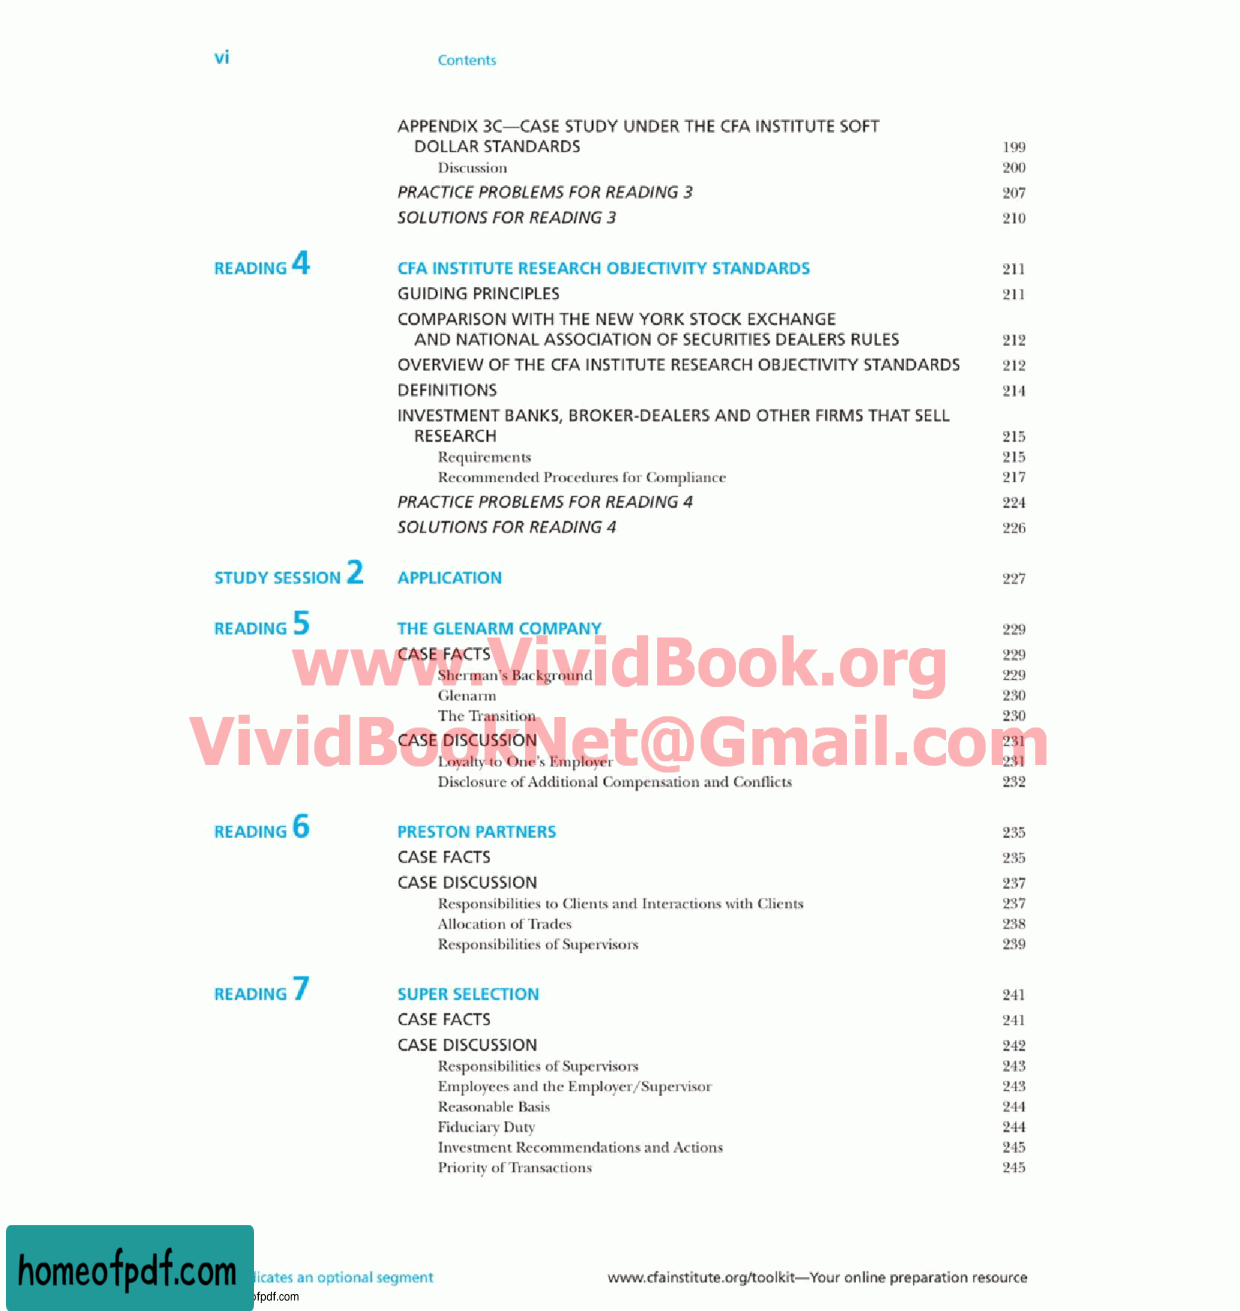 vi Contents
APPENDIX 3C—CASE STUDY UNDER THE CFA INSTITUTE SOFT
DOLLAR STANDARDS 199
Discussion 200
PRACTICE PROBLEMS FOR READING 3 207
SOLUTIONS FOR READING 3 210
READING 4 CFA INSTITUTE RESEARCH OBJECTIVITY STANDARDS 211
GUIDING PRINCIPLES 211
COMPARISON WITH THE NEW YORK STOCK EXCHANGE
AND NATIONAL ASSOCIATION OF SECURITIES DEALERS RULES 212
OVERVIEW OF THE CFA INSTITUTE RESEARCH OBJECTIVITY STANDARDS 212
DEFINITIONS 214
INVESTMENT BANKS, BROKER-DEALERS AND OTHER FIRMS THAT SELL
RESEARCH 215
Requirements 215
Recommended Procedures for Compliance 217
PRACTICE PROBLEMS FOR READING 4 224
SOLUTIONS FOR READING 4 226
STUDY SESSION 2 APPLICATION 227
READING 5 THE GLENARM COMPANY 229
CASE FACTS 229
www.VividBook.org
Sherman's Background 229
Glenarm 230
The Transition 230
CASE DISCUSSION 231
VividBookNet@Gmail.com
Loyalty to One's Employer 231
Disclosure of Additional Compensation and Conflicts 232
READING 6 PRESTON PARTNERS 235
CASE FACTS 235
CASE DISCUSSION 237
Responsibilities to Clients and Interactions with Clients 237
Allocation of Trades 238
Responsibilities of Supervisors 239
READING 7 SUPER SELECTION 241
CASE FACTS 241
CASE DISCUSSION 242
Responsibilities of Supervisors 243
Employees and the Employer/Supervisor 243
Reasonable Basis 244
Fiduciary Duty 244
Investment Recommendations and Actions 245
Priority of Transactions 245
homeofpdf.com
an optional segment www.cfainstitute.org/toolkit—Your online preparation resource